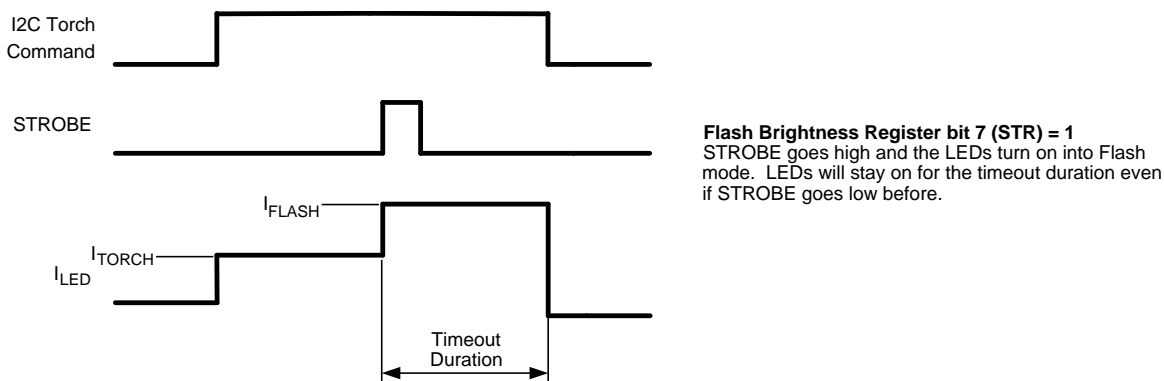 I2C Torch
Command
STROBE
Flash Brightness Register bit 7 (STR) = 1
STROBE goes high and the LEDs turn on into Flash
mode. LEDs will stay on for the timeout duration even
if STROBE goes low before.
IFLASH
ITORCH
ILED
Timeout
Duration